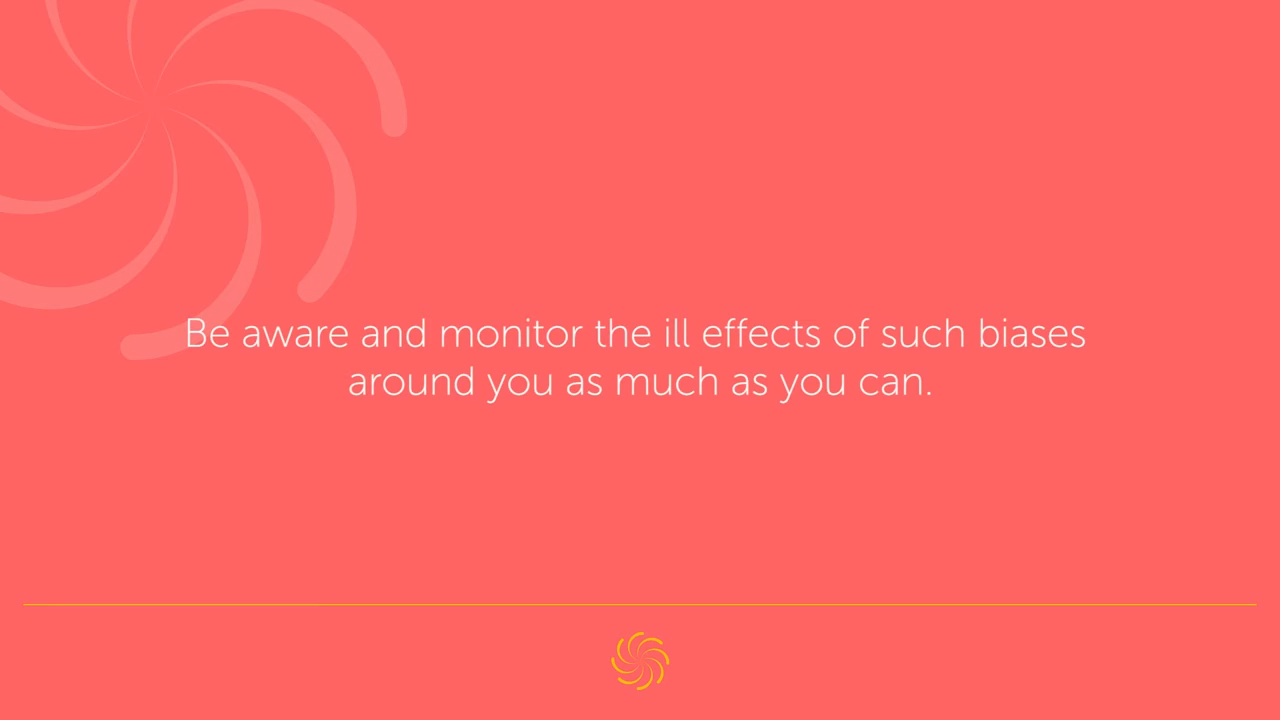 Be aware and monitor the ill effects of such biases
around you as much as you can.